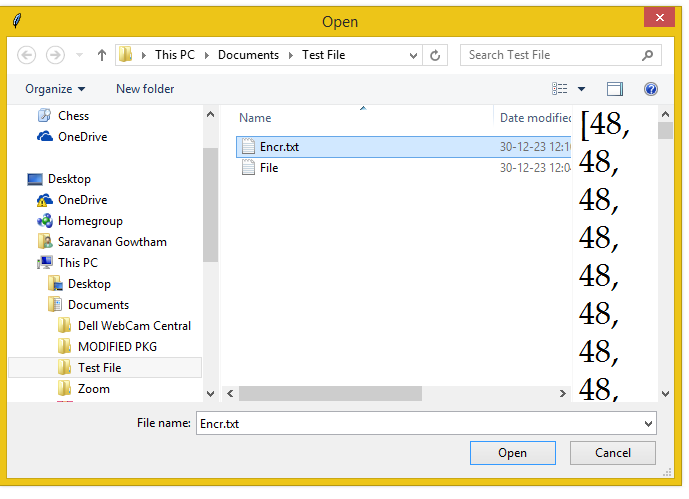 Open
This PC Documents Test File
Search Test File
Organize
New folder
Name
Date modified
Chess
OneDrive
Encr.txt
30-12-23 12:10
File
30-12-23 12:04
Desktop
OneDrive
Homegroup
Saravanan Gowtham
This PC
Desktop
Documents
Dell WebCam Central
MODIFIED PKG
Test File
Zoom
[48,
48,
48,
48,
48,
48,
48,
48,
File name:
Encr.txt
Open
Cancel